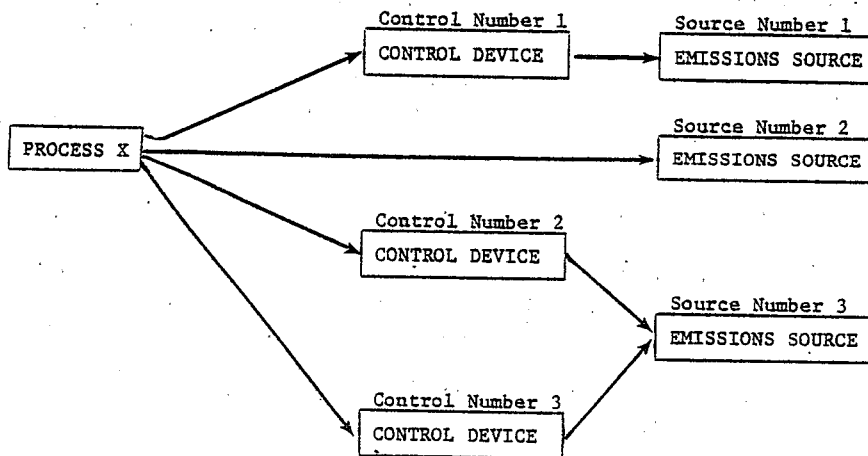 Control Number 1
CONTROL DEVICE
Source Number 1
EMISSIONS SOURCE
PROCESS X
Source Number 2
EMISSIONS SOURCE
Control Number 2
CONTROL DEVICE
Source Number 3
EMISSIONS SOURCE
Control Number 3
CONTROL DEVICE